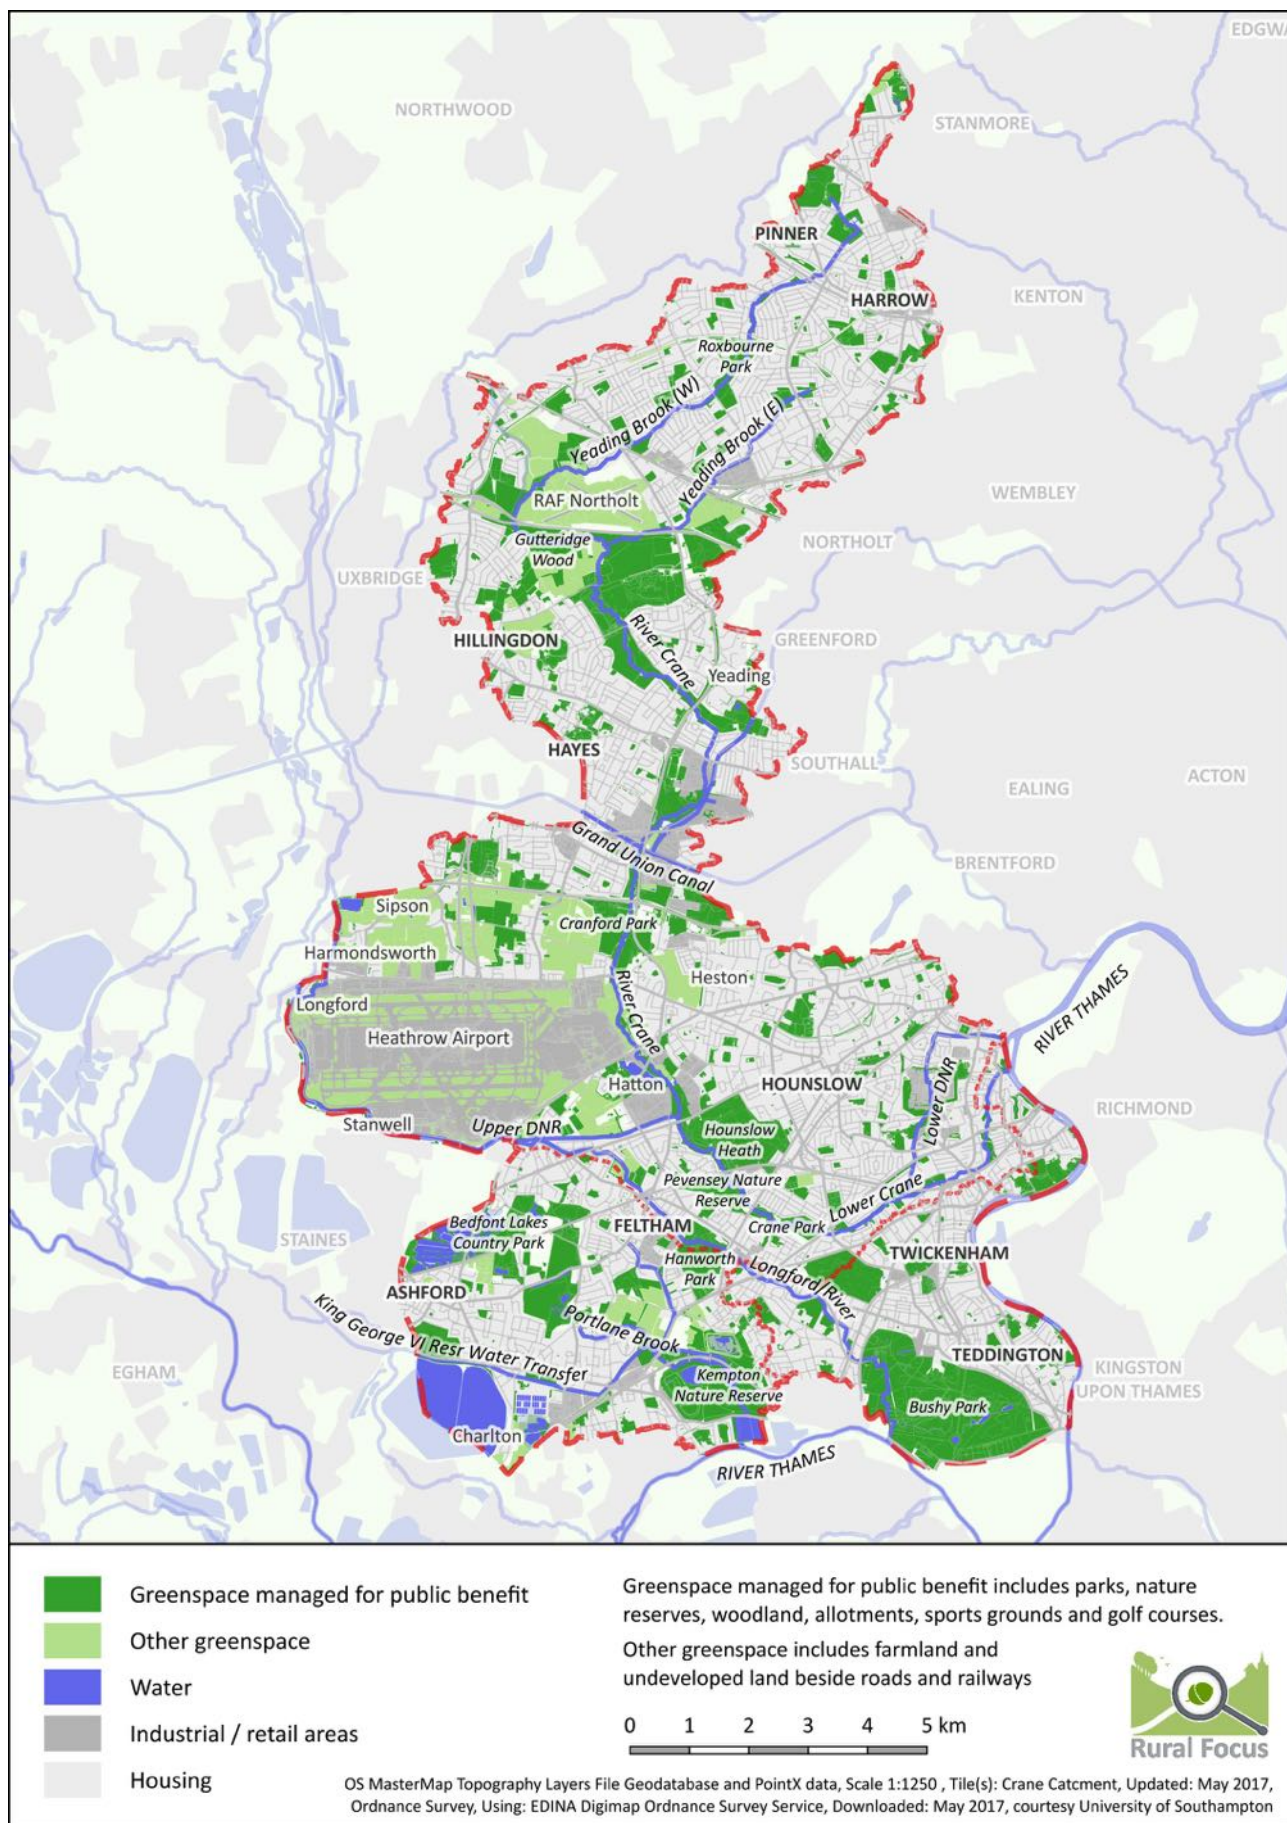 EDGWA
NORTHWOOD
STANMORE
PINNER
HARROW
KENTON
Roxbourne
Park
Yeading Brook (W)
Yeading Brook (E)
WEMBLEY
RAF Northolt
Gutteridge
Wood
NORTHOLT
UXBRIDGE
HILLINGDON
River Crane
GREENFORD
Yeading
HAYES
SOUTHALL
EALING
ACTON
Grand Union Canal
BRENTFORD
Sipson
Cranford Park
Harmondsworth
Heston
Longford
River Crane
RIVER THAMES
Heathrow Airport
Hatton
HOUNSLOW
Lower DNR
RICHMOND
Stanwell
Upper DNR
Hounslow
Heath
Pevensey Nature
Reserve
Lower Crane
Bedfont Lakes
Country Park
FELTHAM
Crane Park
STAINES
Hanworth
Park
TWICKENHAM
Longford/River
ASHFORD
King George VI Resr Water Transfer
Portlane Brook
TEDDINGTON
EGHAM
Kempton
Nature Reserve
KINGSTON
UPON THAMES
Bushy Park
Charlton
RIVER THAMES
Greenspace managed for public benefit
Other greenspace
Water
Industrial / retail areas
Housing
Greenspace managed for public benefit includes parks, nature
reserves, woodland, allotments, sports grounds and golf courses.
Other greenspace includes farmland and
undeveloped land beside roads and railways
0 1 2 3 4 5 km
Rural Focus
OS MasterMap Topography Layers File Geodatabase and PointX data, Scale 1:1250 , Tile(s): Crane Catcment, Updated: May 2017,
Ordnance Survey, Using: EDINA Digimap Ordnance Survey Service, Downloaded: May 2017, courtesy University of Southampton